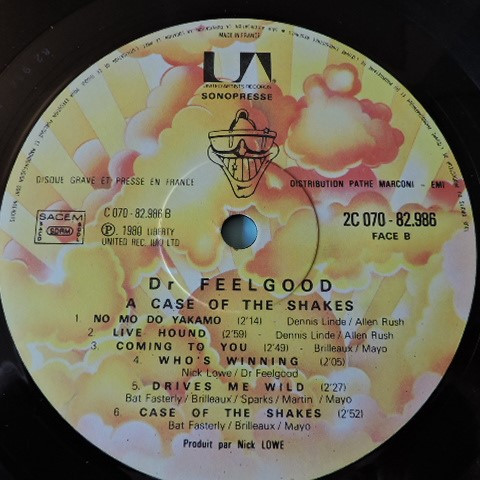 MADE IN FRANCE
UA
UNITED ARTISTS RECORDS
SONOPRESSE
DISQUE GRAVE ET PRESSE EN FRANCE
DISTRIBUTION PATHE MARCONI - EMI
SACEM
C 070 - 82.986 B
Ⓟ 1980 LIBERTY
UNITED REC. (UK) LTD
2C 070 - 82.986
FACE B
Dr FEELGOOD
A CASE OF THE SHAKES
1. NO MO DO YAKAMO (2'14) - Dennis Linde / Allen Rush
2. LIVE HOUND (2'59) - Dennis Linde / Allen Rush
3. COMING TO YOU (2'49) - Brilleaux / Mayo
4. WHO'S WINNING (2'05)
Nick Lowe / Dr Feelgood
5. DRIVES ME WILD (2'27)
Bat Fasterly / Brilleaux / Sparks / Martin / Mayo
6. CASE OF THE SHAKES (2'52)
Bat Fasterly / Brilleaux / Mayo
Produit par Nick LOWE